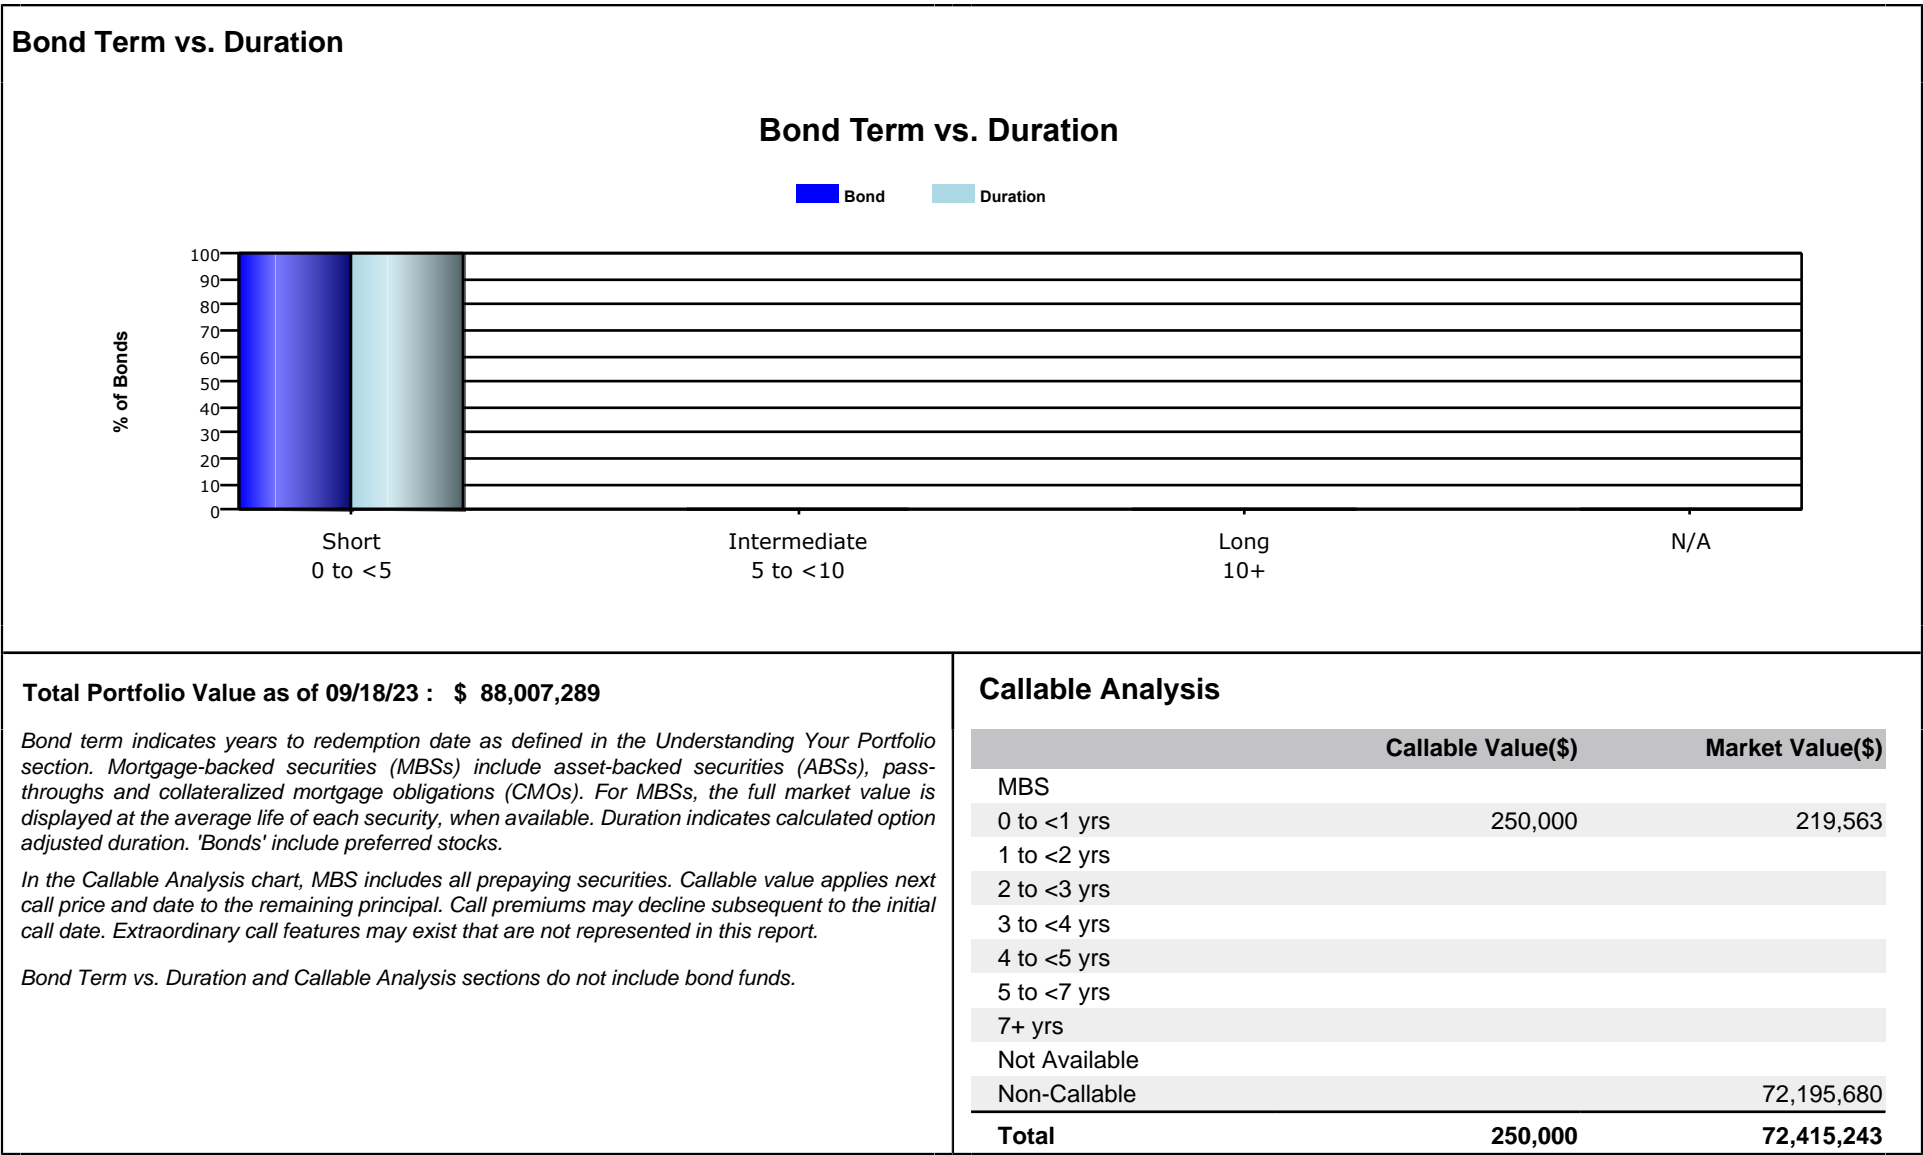 Bond Term vs. Duration
Bond Term vs. Duration
Bond Duration
% of Bonds
100
90
80
70
60
50
40
30
20
10
0
Short Intermediate Long N/A
0 to <5 5 to <10 10+
Total Portfolio Value as of 09/18/23 : $ 88,007,289
Bond term indicates years to redemption date as defined in the Understanding Your Portfolio
section. Mortgage-backed securities (MBSs) include asset-backed securities (ABSs), pass-
throughs and collateralized mortgage obligations (CMOs). For MBSs, the full market value is
displayed at the average life of each security, when available. Duration indicates calculated option
adjusted duration. 'Bonds' include preferred stocks.
In the Callable Analysis chart, MBS includes all prepaying securities. Callable value applies next
call price and date to the remaining principal. Call premiums may decline subsequent to the initial
call date. Extraordinary call features may exist that are not represented in this report.
Bond Term vs. Duration and Callable Analysis sections do not include bond funds.
Callable Analysis
Callable Value($) Market Value($)
MBS
0 to <1 yrs 250,000 219,563
1 to <2 yrs
2 to <3 yrs
3 to <4 yrs
4 to <5 yrs
5 to <7 yrs
7+ yrs
Not Available
Non-Callable 72,195,680
Total 250,000 72,415,243